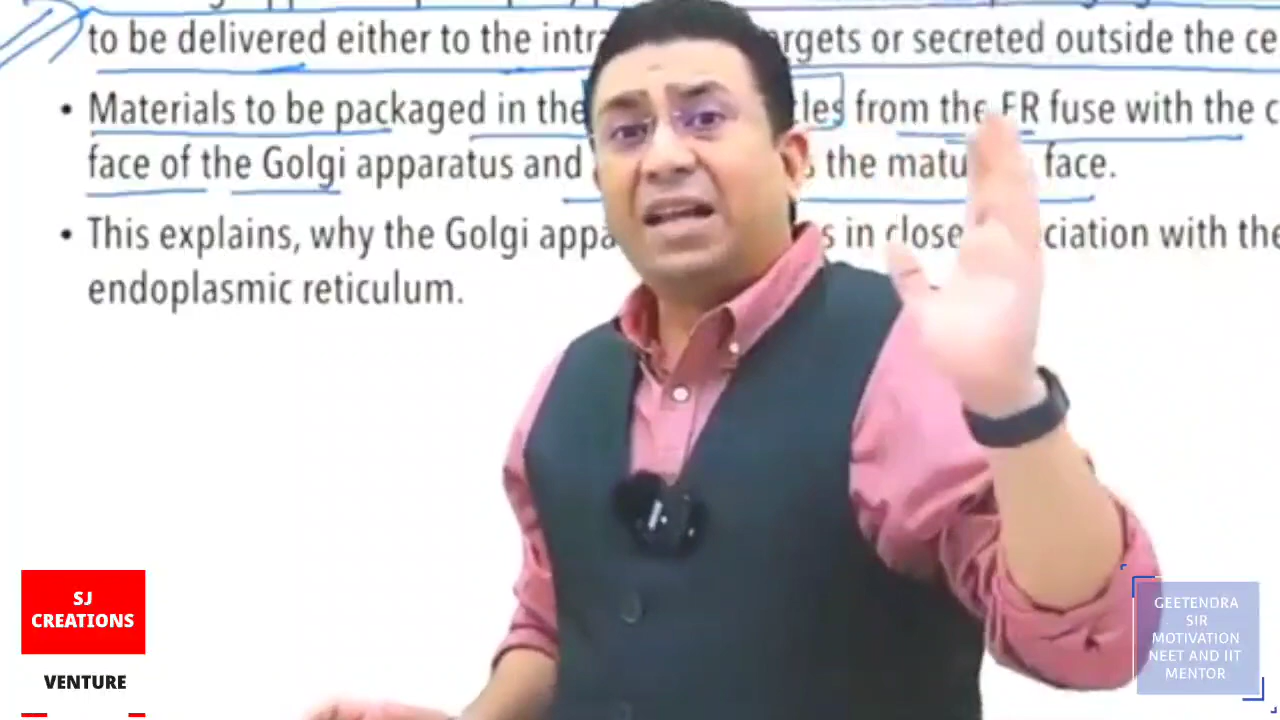 to be delivered either to the intra rgets or secreted outside the ce
• Materials to be packaged in the les from the ER fuse with the c
face of the Golgi apparatus and the matu face.
• This explains, why the Golgi appa s in close ciation with the
endoplasmic reticulum.
SJ
CREATIONS
VENTURE
GEETENDRA
SIR
MOTIVATION
NEET AND IIT
MENTOR